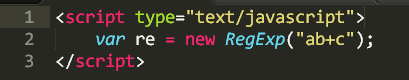 1 <script type="text/javascript">
2 var re = new RegExp("ab+c");
3 </script>